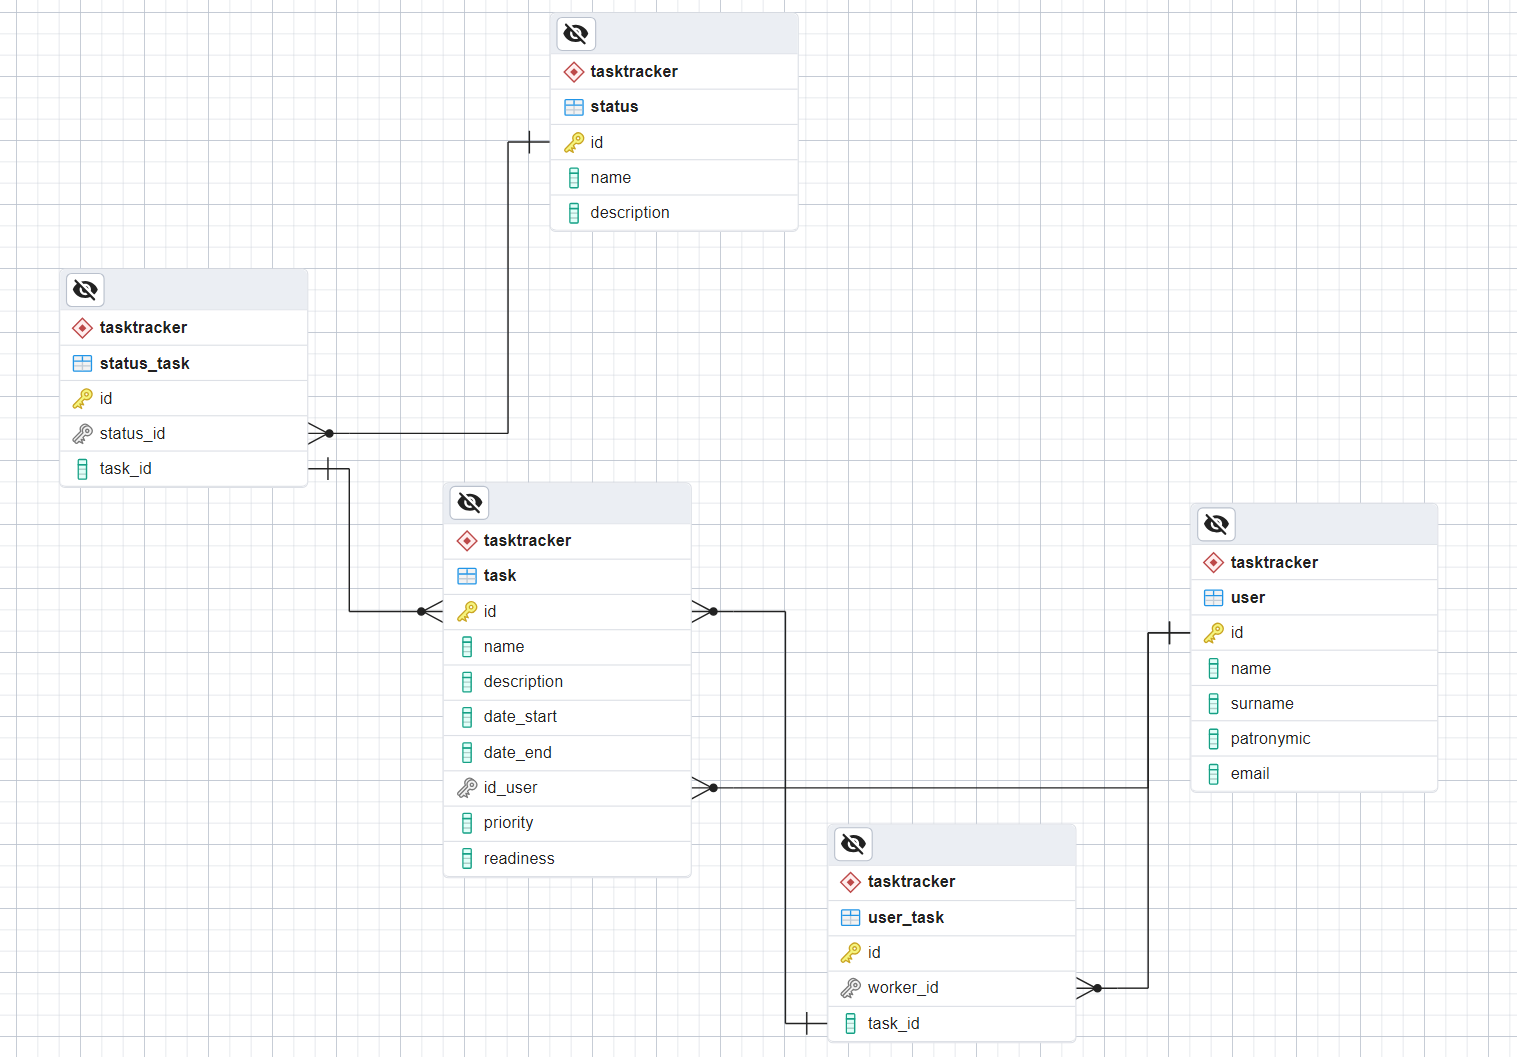 tasktracker
status
id
name
description
tasktracker
status_task
id
status_id
task_id
tasktracker
task
id
name
description
date_start
date_end
id_user
priority
readiness
tasktracker
user
id
name
surname
patronymic
email
tasktracker
user_task
id
worker_id
task_id